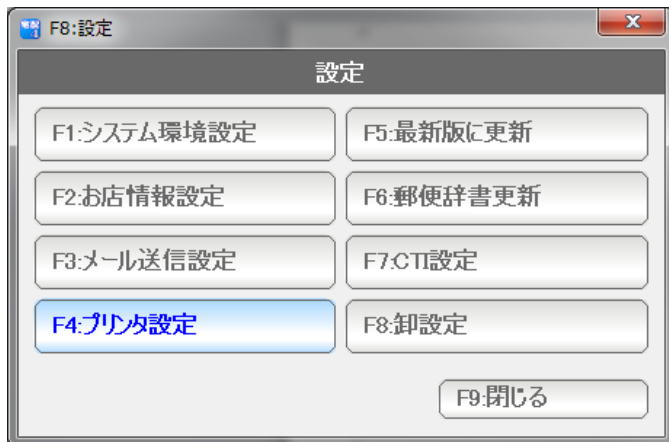 F8:設定
設定
F1:システム環境設定
F5:最新版に更新
F2:お店情報設定
F6:郵便辞書更新
F3:メール送信設定
F7:CTI設定
F4:プリンタ設定
F8:卸設定
F9:閉じる